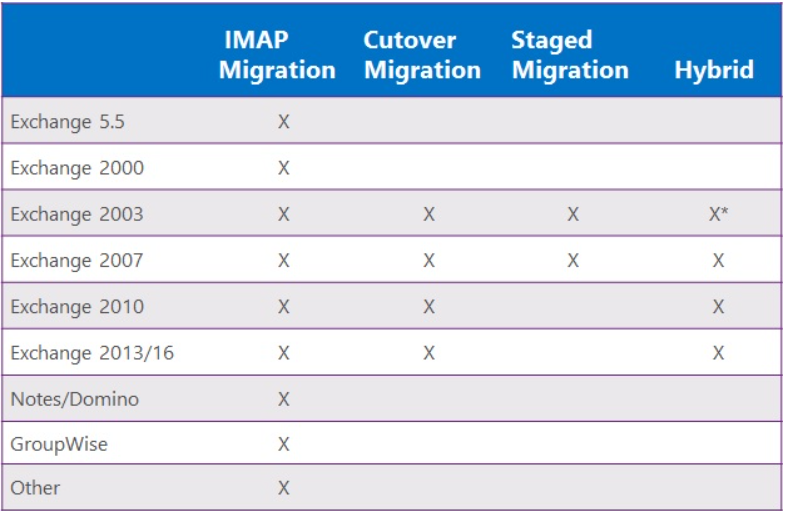 IMAP Migration Cutover Migration Staged Migration Hybrid
Exchange 5.5 X
Exchange 2000 X
Exchange 2003 X X X X*
Exchange 2007 X X X X
Exchange 2010 X X X
Exchange 2013/16 X X X
Notes/Domino X
GroupWise X
Other X